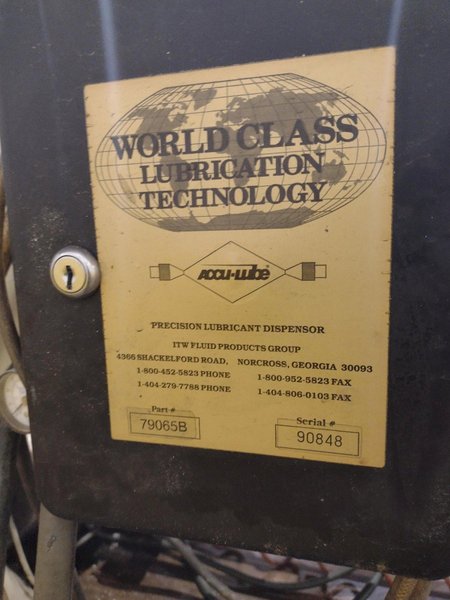 WORLD CLASS
LUBRICATION
TECHNOLOGY
ACCU-LUBE
PRECISION LUBRICANT DISPENSOR
ITW FLUID PRODUCTS GROUP
4366 SHACKELFORD ROAD, NORCROSS, GEORGIA 30093
1-800-452-5823 PHONE 1-800-952-5823 FAX
1-404-279-7788 PHONE 1-404-806-0103 FAX
Part # Serial #
79065B 90848